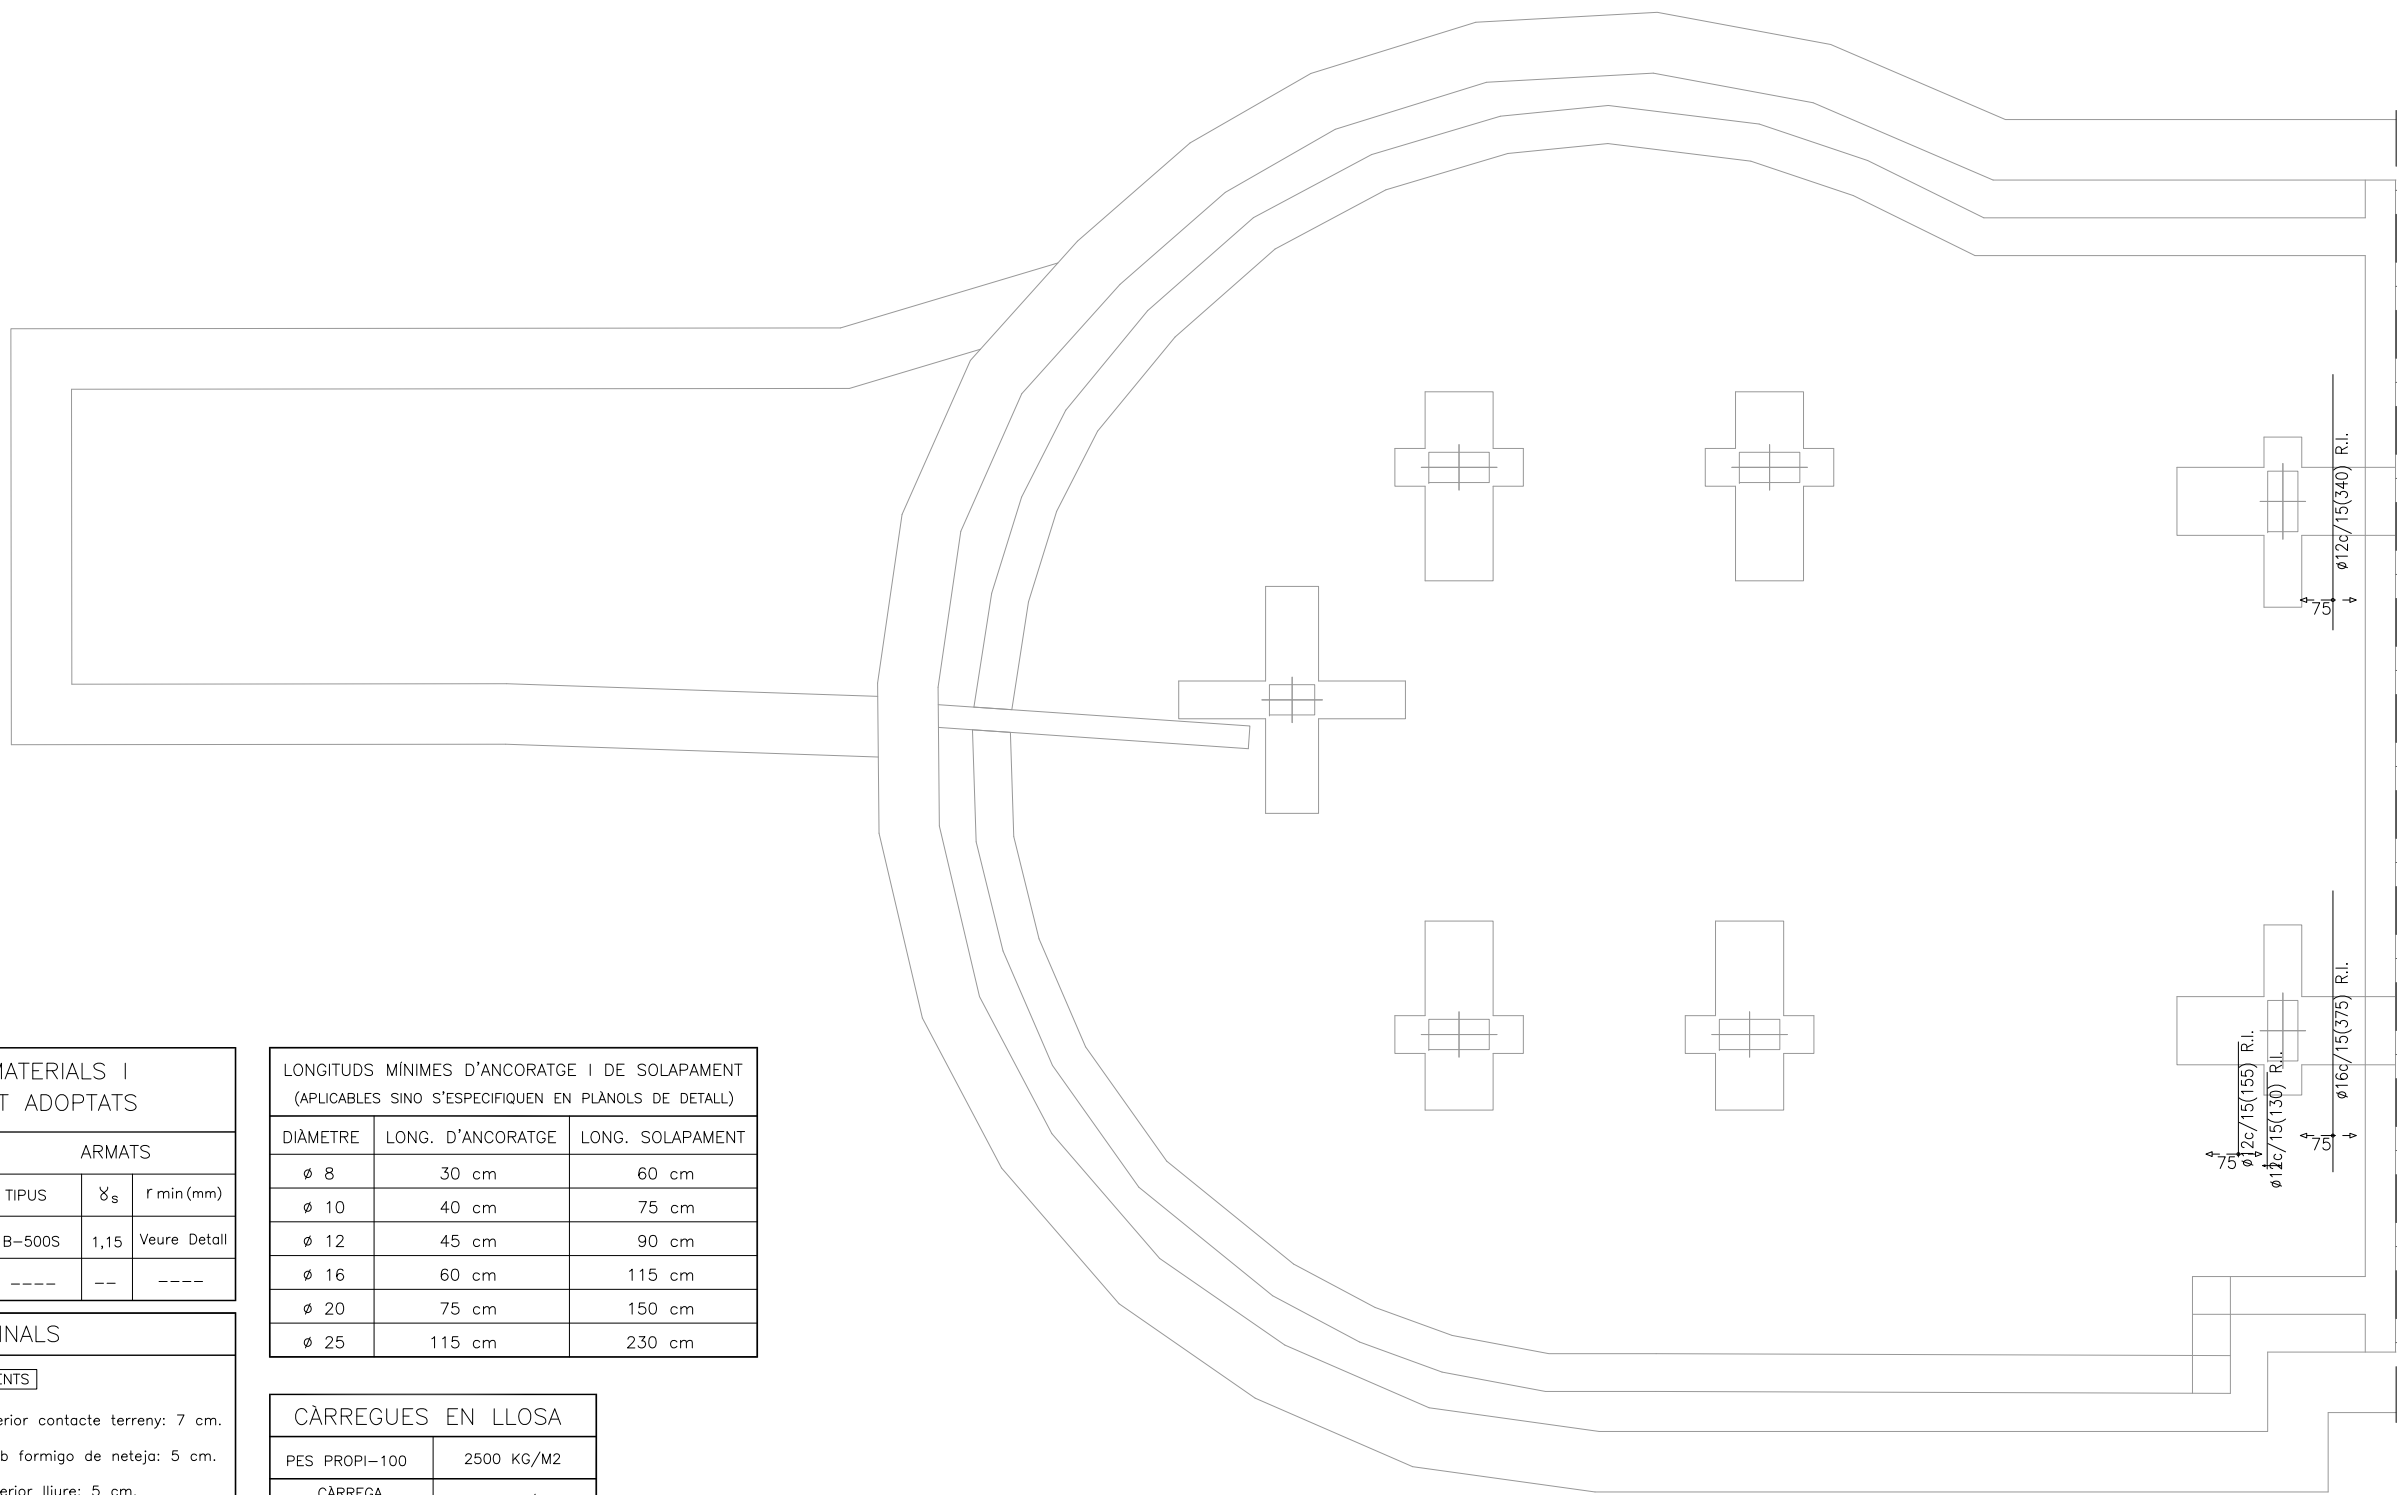 ø12c/15(340) R.I.
75
ø16c/15(375) R.I.
75
ø12c/15(155) R.I.
75
ø12c/15(130) R.I.
MATERIALS I
ADOPTATS
ARMATS
TIPUS ɣs r min(mm)
B-500S 1,15 Veure Detall
---- -- ----
contacte terreny: 7 cm.
formigo de neteja: 5 cm.
lliure: 5 cm.
LONGITUDS MÍNIMES D'ANCORATGE I DE SOLAPAMENT
(APLICABLES SINO S'ESPECIFIQUEN EN PLÀNOLS DE DETALL)
DIÀMETRE LONG. D'ANCORATGE LONG. SOLAPAMENT
ø 8 30 cm 60 cm
ø 10 40 cm 75 cm
ø 12 45 cm 90 cm
ø 16 60 cm 115 cm
ø 20 75 cm 150 cm
ø 25 115 cm 230 cm
CÀRREGUES EN LLOSA
PES PROPI-100 2500 KG/M2
CÀRREGA